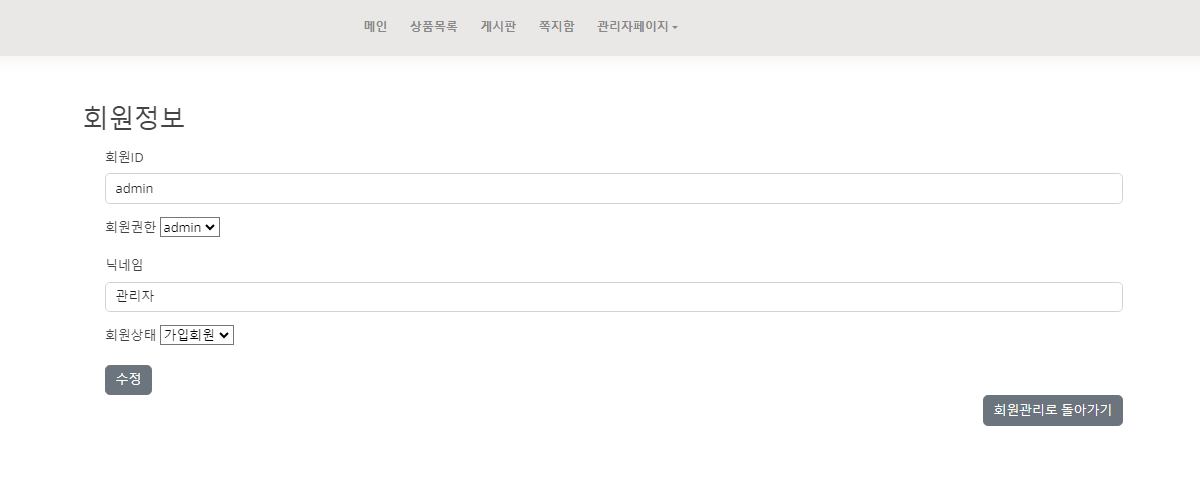 메인 상품목록 게시판 쪽지함 관리자페이지
회원정보
회원ID
admin
회원권한 admin
닉네임
관리자
회원상태 가입회원
수정
회원관리로 돌아가기